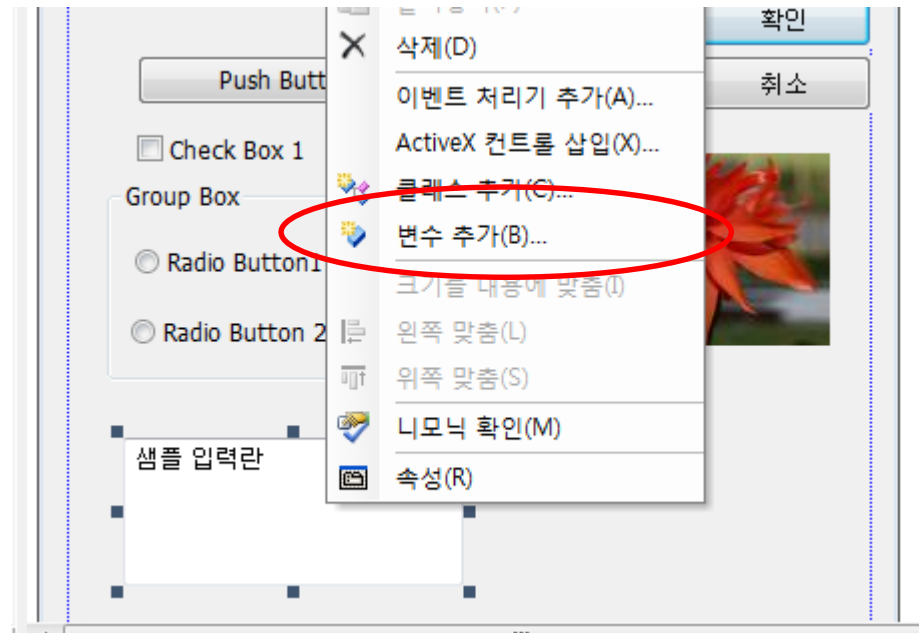 확인
삭제(D)
Push Butt
취소
이벤트 처리기 추가(A)...
ActiveX 컨트롤 삽입(X)...
Check Box 1
클래스 추가(C)...
Group Box
변수 추가(B)...
Radio Button1
크기를 내용에 맞춤(I)
왼쪽 맞춤(L)
Radio Button 2
위쪽 맞춤(S)
니모닉 확인(M)
샘플 입력란
속성(R)